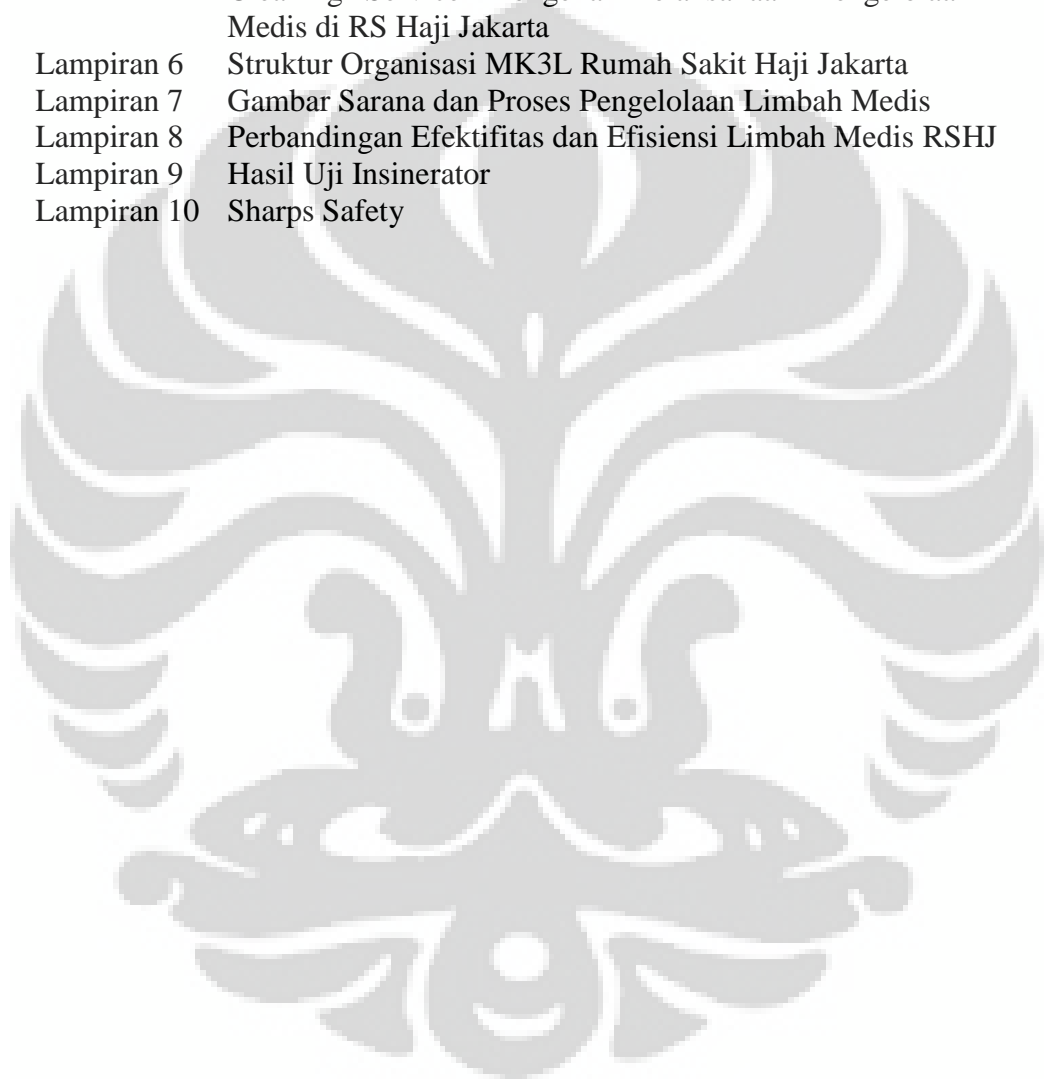 Medis di RS Haji Jakarta
Lampiran 6 Struktur Organisasi MK3L Rumah Sakit Haji Jakarta
Lampiran 7 Gambar Sarana dan Proses Pengelolaan Limbah Medis
Lampiran 8 Perbandingan Efektifitas dan Efisiensi Limbah Medis RSHJ
Lampiran 9 Hasil Uji Insinerator
Lampiran 10 Sharps Safety